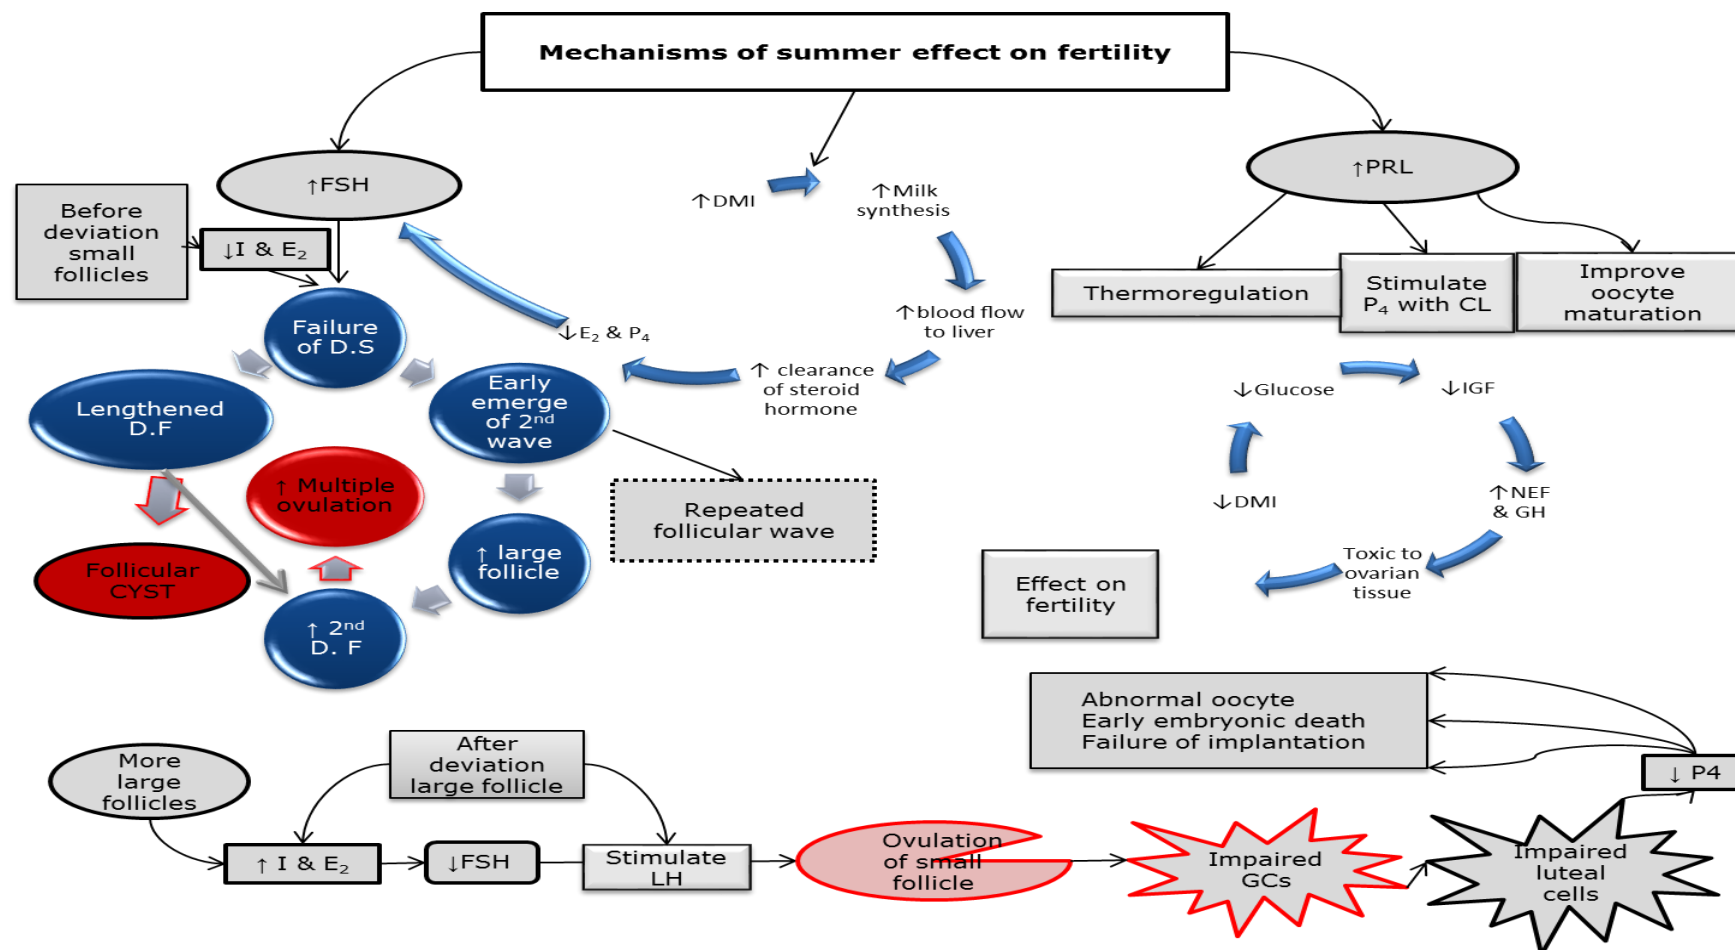 Mechanisms of summer effect on fertility
↑FSH
Before
deviation
small
follicles
↓I & E₂
Failure
of D.S
Lengthened
D.F
Early
emerge
of 2ⁿᵈ
wave
↑ Multiple
ovulation
Follicular
CYST
↑ large
follicle
↑ 2ⁿᵈ
D. F
Repeated
follicular wave
↑DMI
↑Milk
synthesis
↑blood flow
to liver
↑ clearance
of steroid
hormone
↓E₂ & P₄
↑PRL
Thermoregulation
Stimulate
P₄ with CL
Improve
oocyte
maturation
↓Glucose
↓IGF
↑NEF
& GH
Toxic to
ovarian
tissue
↓DMI
Effect on
fertility
Abnormal oocyte
Early embryonic death
Failure of implantation
↓ P4
More
large
follicles
After
deviation
large follicle
↑ I & E₂
↓FSH
Stimulate
LH
Ovulation
of small
follicle
Impaired
GCs
Impaired
luteal
cells